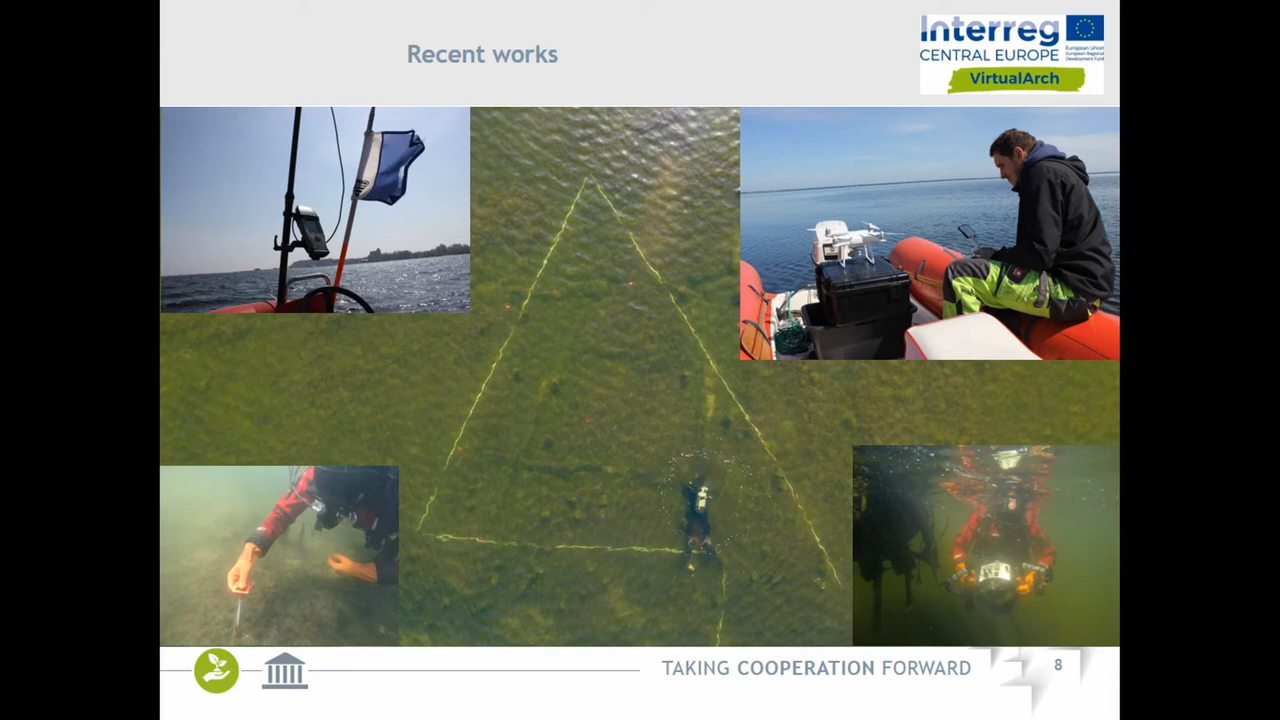 Recent works
Interreg
CENTRAL EUROPE
European Union
European Regional
Development Fund
VirtualArch
TAKING COOPERATION FORWARD
8